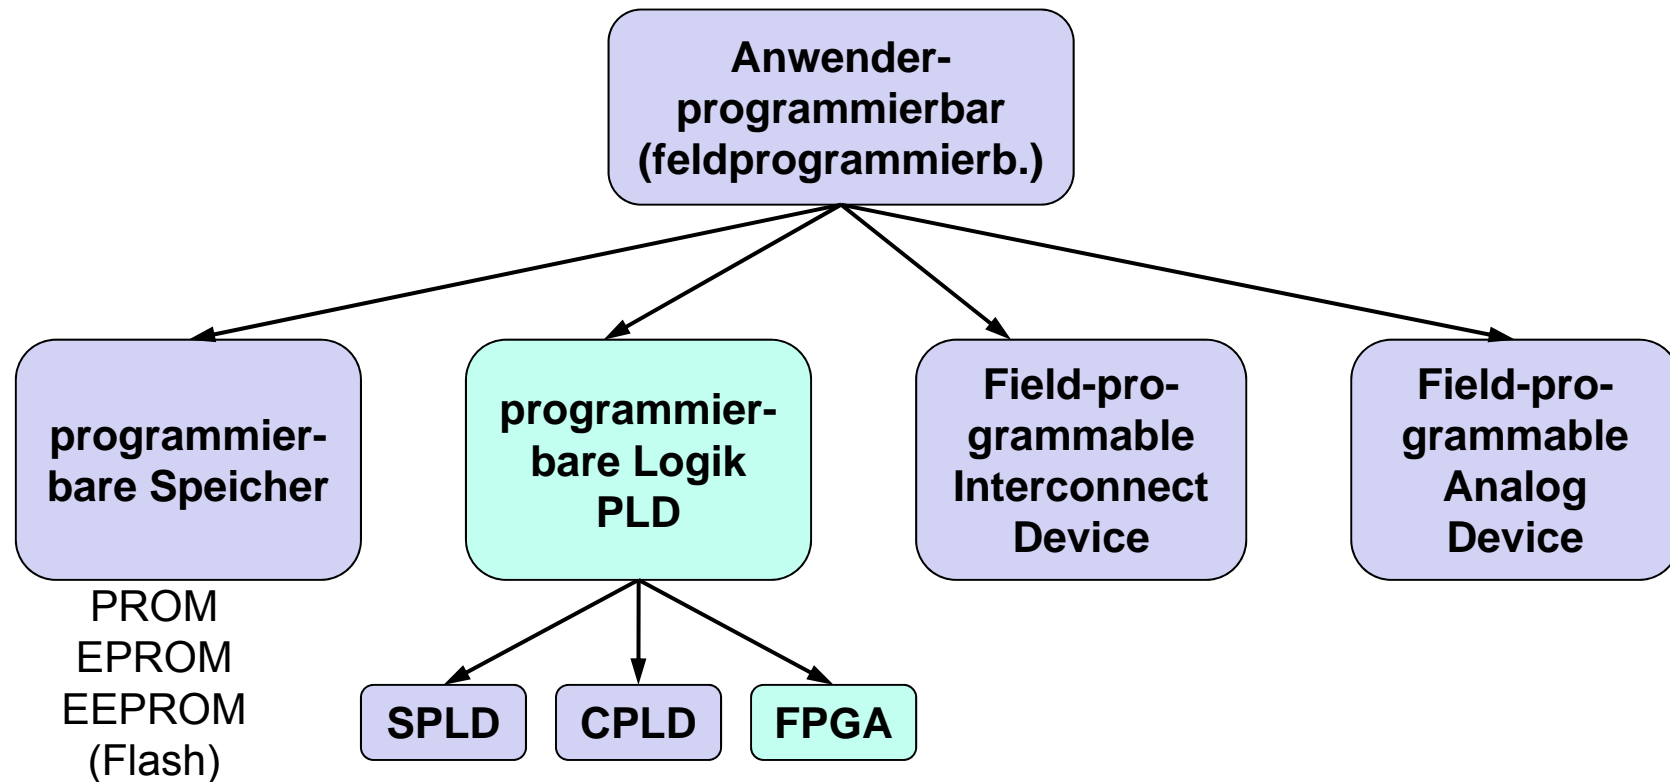 Anwender-
programmierbar
(feldprogrammierb.)
programmier-
bare Speicher
programmier-
bare Logik
PLD
Field-pro-
grammable
Interconnect
Device
Field-pro-
grammable
Analog
Device
PROM
EPROM
EEPROM
(Flash)
SPLD
CPLD
FPGA